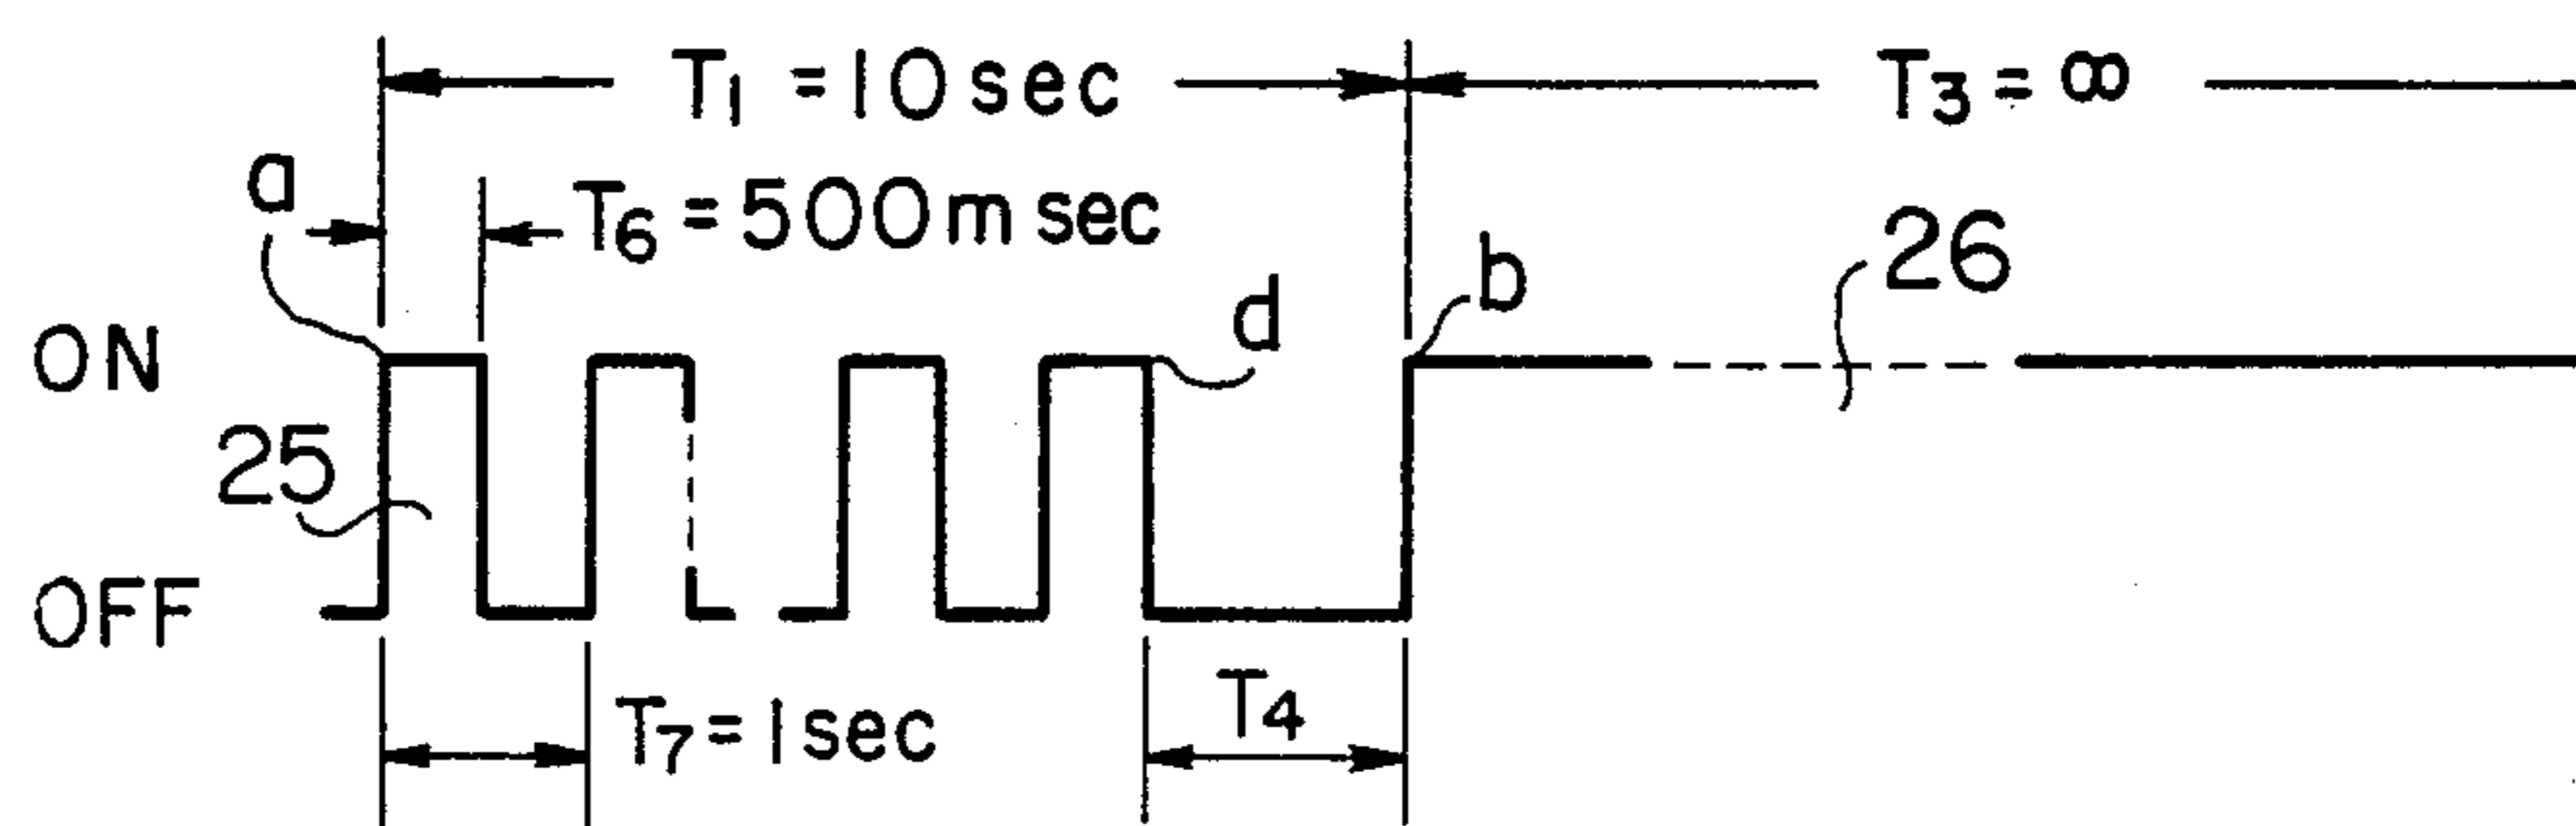 T1 = 10 sec
T3 = ∞
a
T6 = 500 m sec
26
b
d
ON
25
OFF
T7 = 1 sec
T4